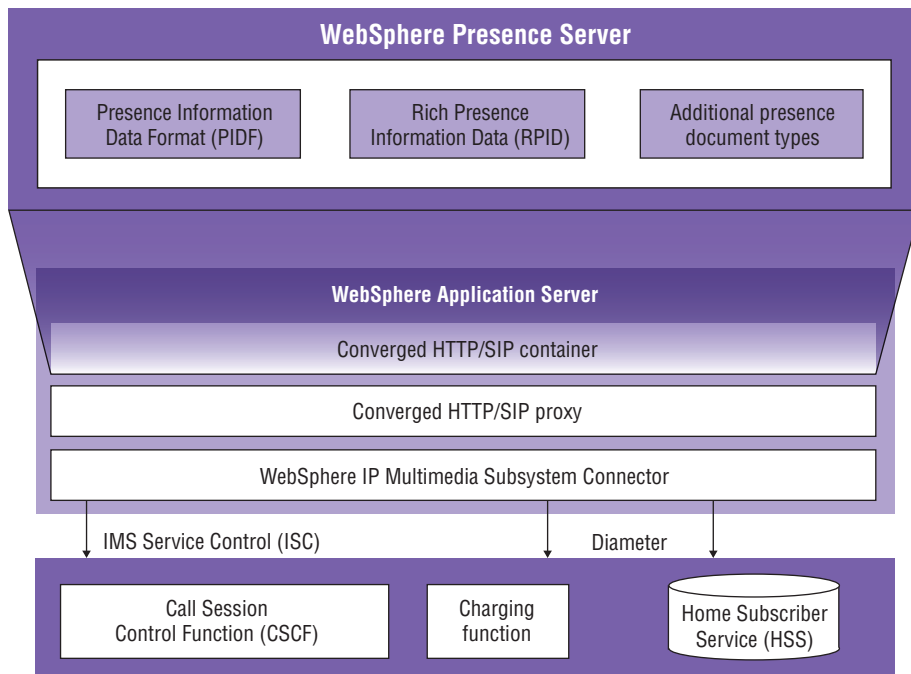 WebSphere Presence Server
Presence Information
Data Format (PIDF)
Rich Presence
Information Data (RPID)
Additional presence
document types
WebSphere Application Server
Converged HTTP/SIP container
Converged HTTP/SIP proxy
WebSphere IP Multimedia Subsystem Connector
IMS Service Control (ISC)
Diameter
Call Session
Control Function (CSCF)
Charging
function
Home Subscriber
Service (HSS)